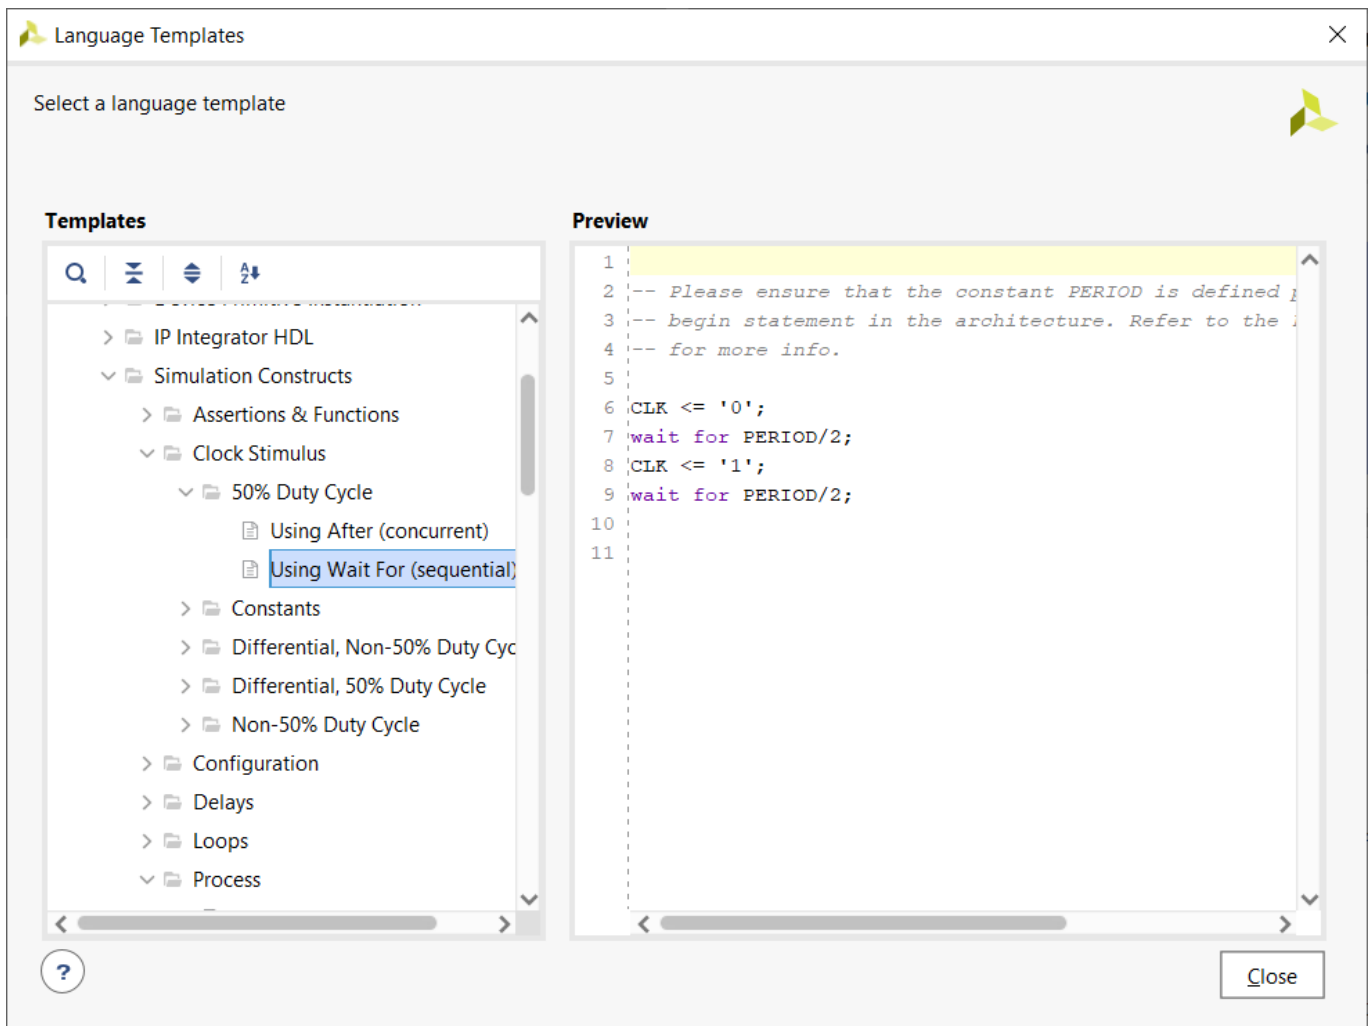 Language Templates
Select a language template
Templates
Preview
IP Integrator HDL
Simulation Constructs
Assertions & Functions
Clock Stimulus
50% Duty Cycle
Using After (concurrent)
Using Wait For (sequential)
Constants
Differential, Non-50% Duty Cyc
Differential, 50% Duty Cycle
Non-50% Duty Cycle
Configuration
Delays
Loops
Process
1
2 -- Please ensure that the constant PERIOD is defined
3 -- begin statement in the architecture. Refer to the
4 -- for more info.
5
6 CLK <= '0';
7 wait for PERIOD/2;
8 CLK <= '1';
9 wait for PERIOD/2;
10
11
?
Close